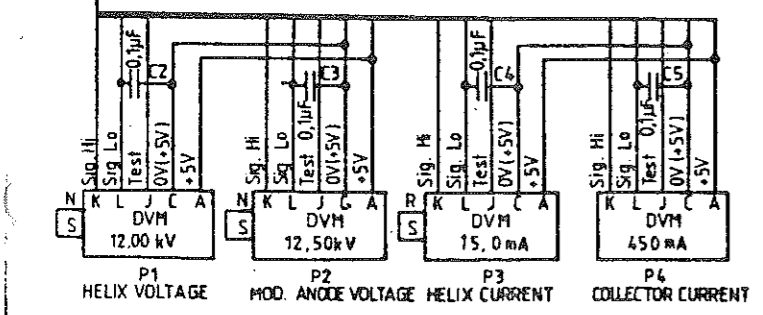 0,1µF C2 C3 0,1µF C4 C5
Sig. Hi Sig. Lo Test 0V(+5V) +5V
Sig. Hi Sig. Lo Test 0,1µF 0V(+5V) +5V
Sig. Hi Sig. Lo Test 0V(+5V) +5V
Sig. Hi Sig. Lo Test 0,1µF 0V(+5V) +5V
N K L J C A N K L J C A R K L J C A K L J C A
S DVM S DVM S DVM DVM
12.00 kV 12,50kV 15,0mA 450mA
P1 P2 P3 P4
HELIX VOLTAGE MOD. ANODE VOLTAGE HELIX CURRENT COLLECTOR CURRENT